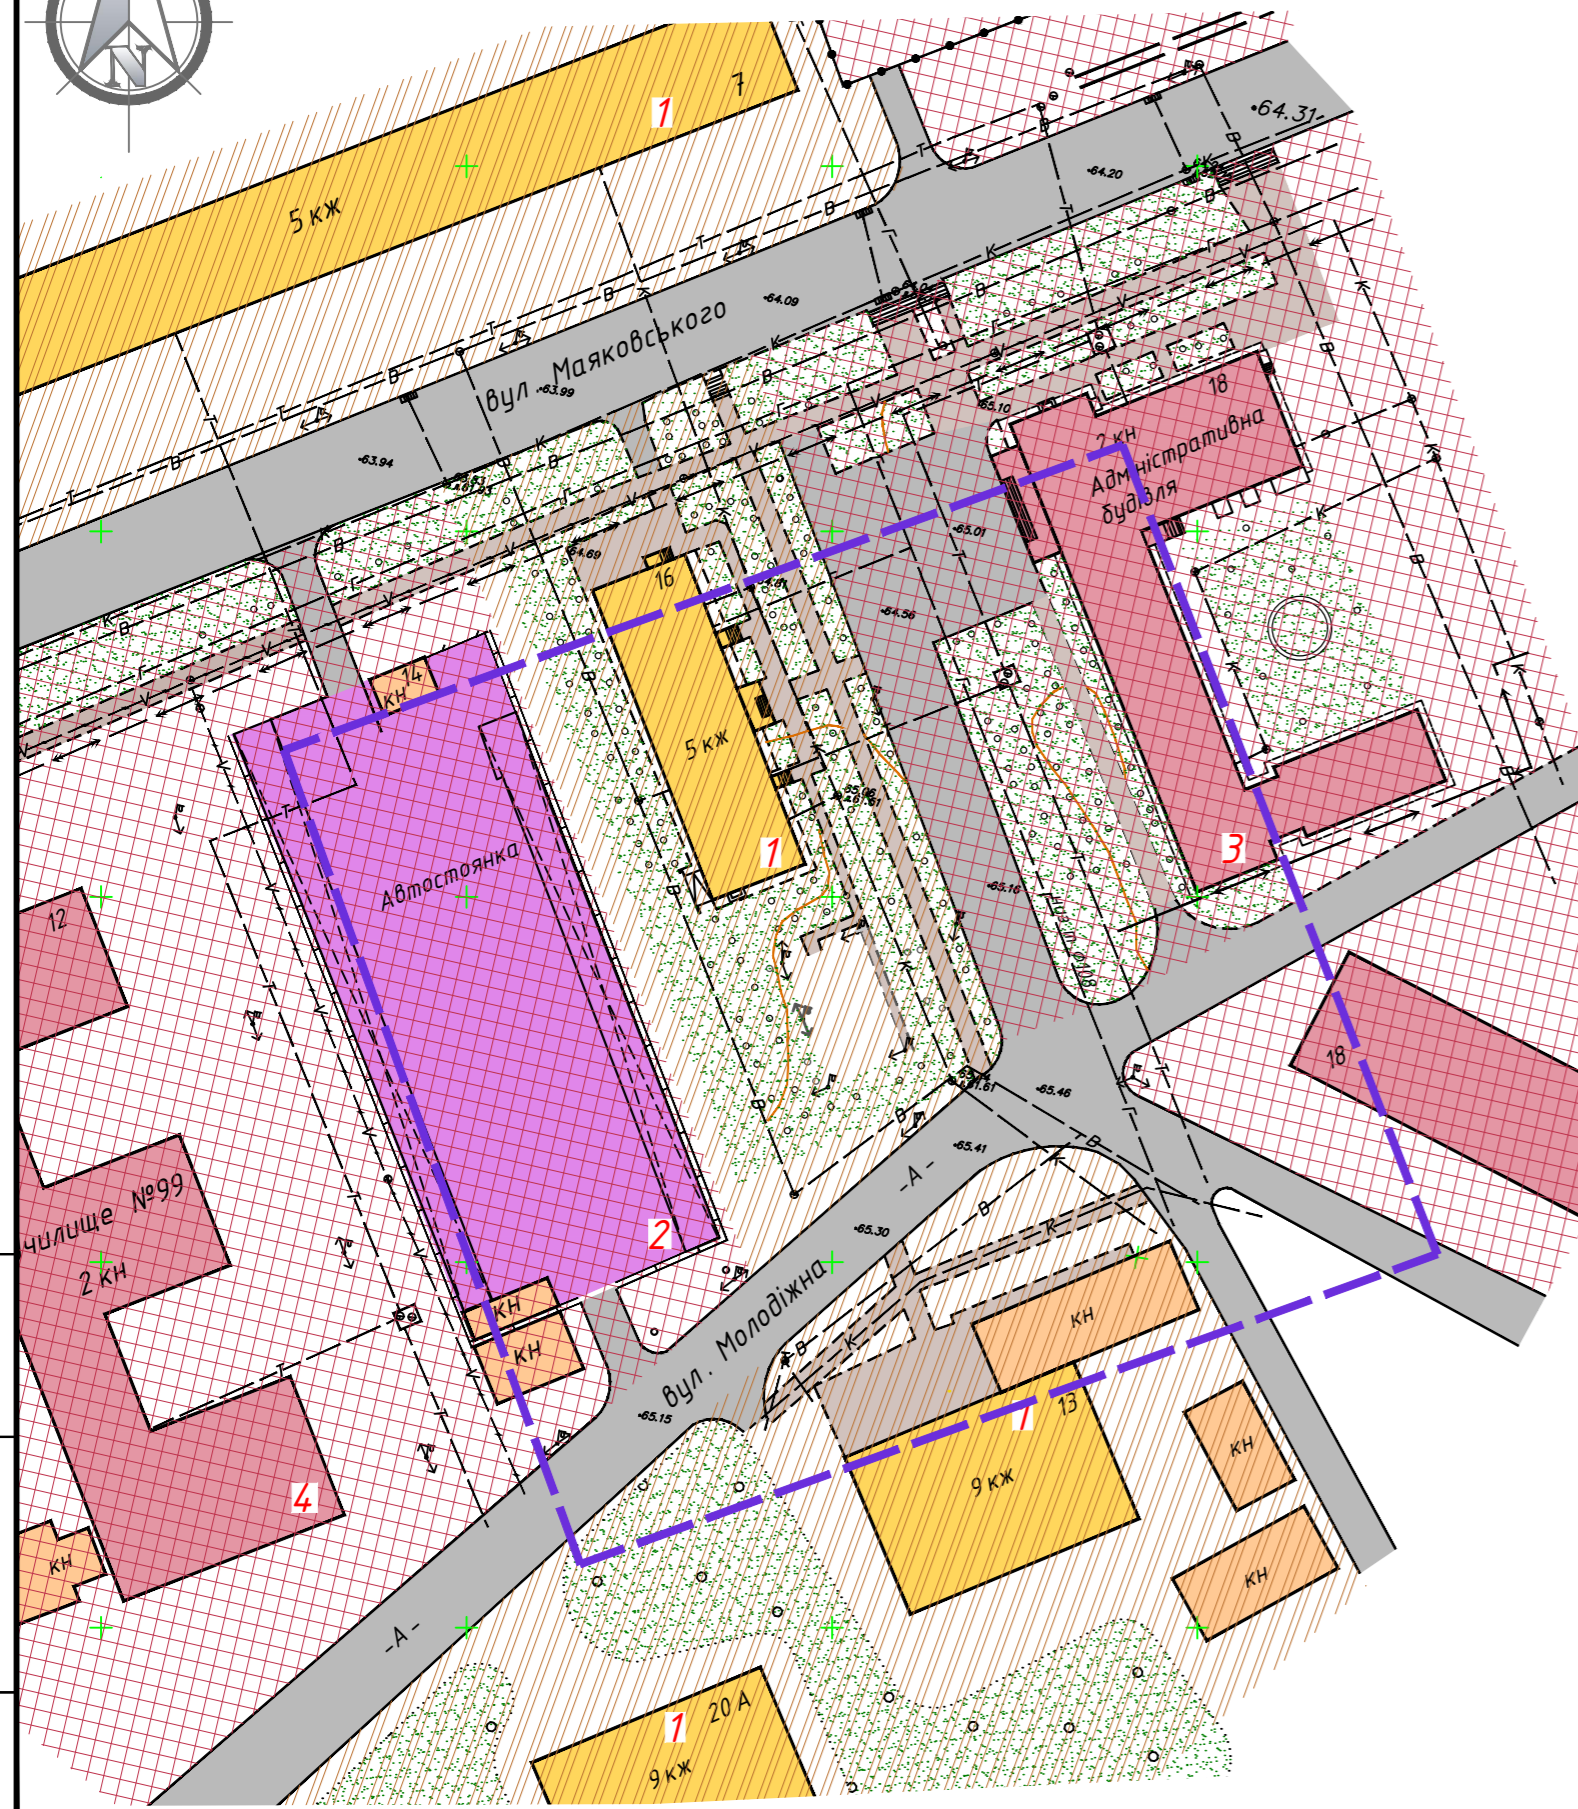 N
7
1
5 кж
64.31
64.20
64.09
вул Маяковського
63.99
63.94
65.10
18
2 кн
Адміністративна
будівля
65.01
64.69
16
64.56
14
кн
5 кж
Автостоянка
1
3
65.16
12
18
65.46
65.41
-А-
училище №99
2 кн
2
65.30
кн
кн
кн
вул. Молодіжна
65.15
1
13
кн
9 кж
4
кн
кн
-А-
1
20 А
9 кж